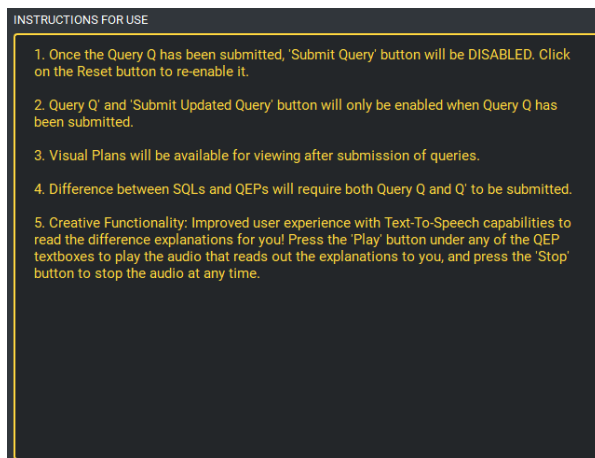 INSTRUCTIONS FOR USE
1. Once the Query Q has been submitted, 'Submit Query' button will be DISABLED. Click
on the Reset button to re-enable it.
2. Query Q' and 'Submit Updated Query' button will only be enabled when Query Q has
been submitted.
3. Visual Plans will be available for viewing after submission of queries.
4. Difference between SQLs and QEPs will require both Query Q and Q' to be submitted.
5. Creative Functionality: Improved user experience with Text-To-Speech capabilities to
read the difference explanations for you! Press the 'Play' button under any of the QEP
textboxes to play the audio that reads out the explanations to you, and press the 'Stop'
button to stop the audio at any time.